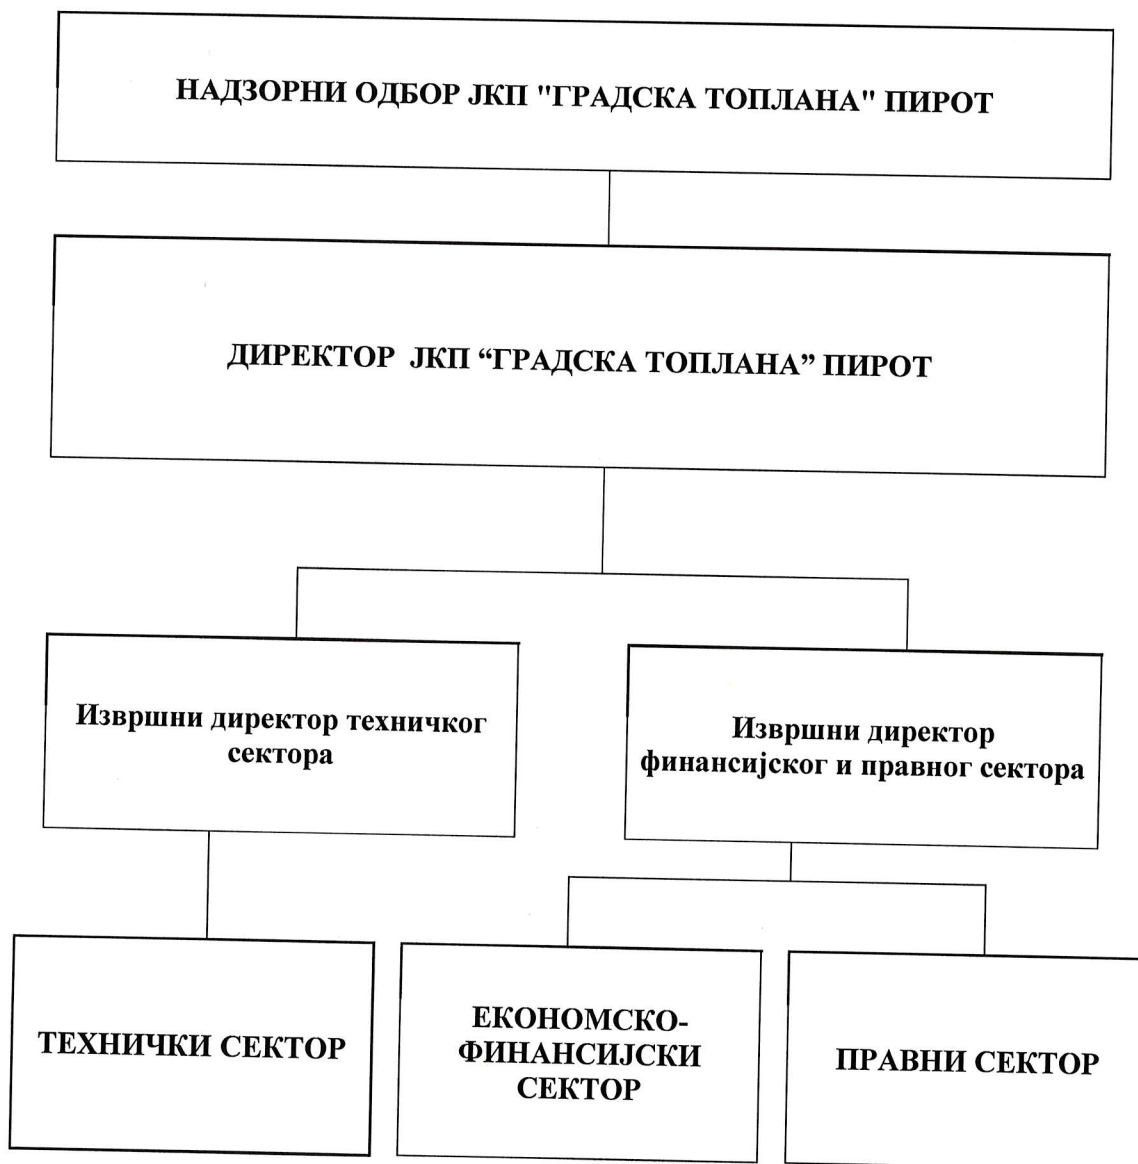 НАДЗОРНИ ОДБОР ЈКП "ГРАДСКА ТОПЛАНА" ПИРОТ
ДИРЕКТОР ЈКП “ГРАДСКА ТОПЛАНА” ПИРОТ
Извршни директор техничког
сектора
Извршни директор
финансијског и правног сектора
ТЕХНИЧКИ СЕКТОР
ЕКОНОМСКО-
ФИНАНСИЈСКИ
СЕКТОР
ПРАВНИ СЕКТОР